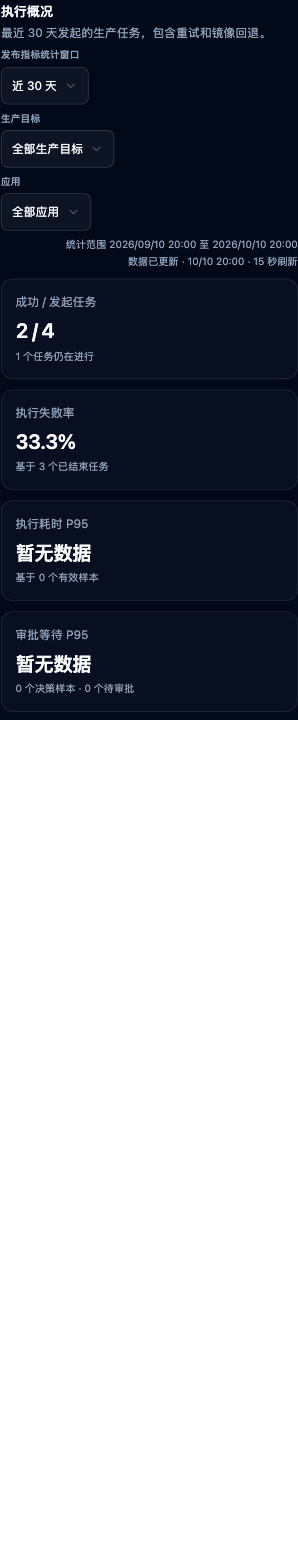 执行概况
最近 30 天发起的生产任务，包含重试和镜像回退。
发布指标统计窗口
近 30 天
生产目标
全部生产目标
应用
全部应用
统计范围 2026/09/10 20:00 至 2026/10/10 20:00
数据已更新 · 10/10 20:00 · 15 秒刷新
成功 / 发起任务
2 / 4
1 个任务仍在进行
执行失败率
33.3%
基于 3 个已结束任务
执行耗时 P95
暂无数据
基于 0 个有效样本
审批等待 P95
暂无数据
0 个决策样本 · 0 个待审批